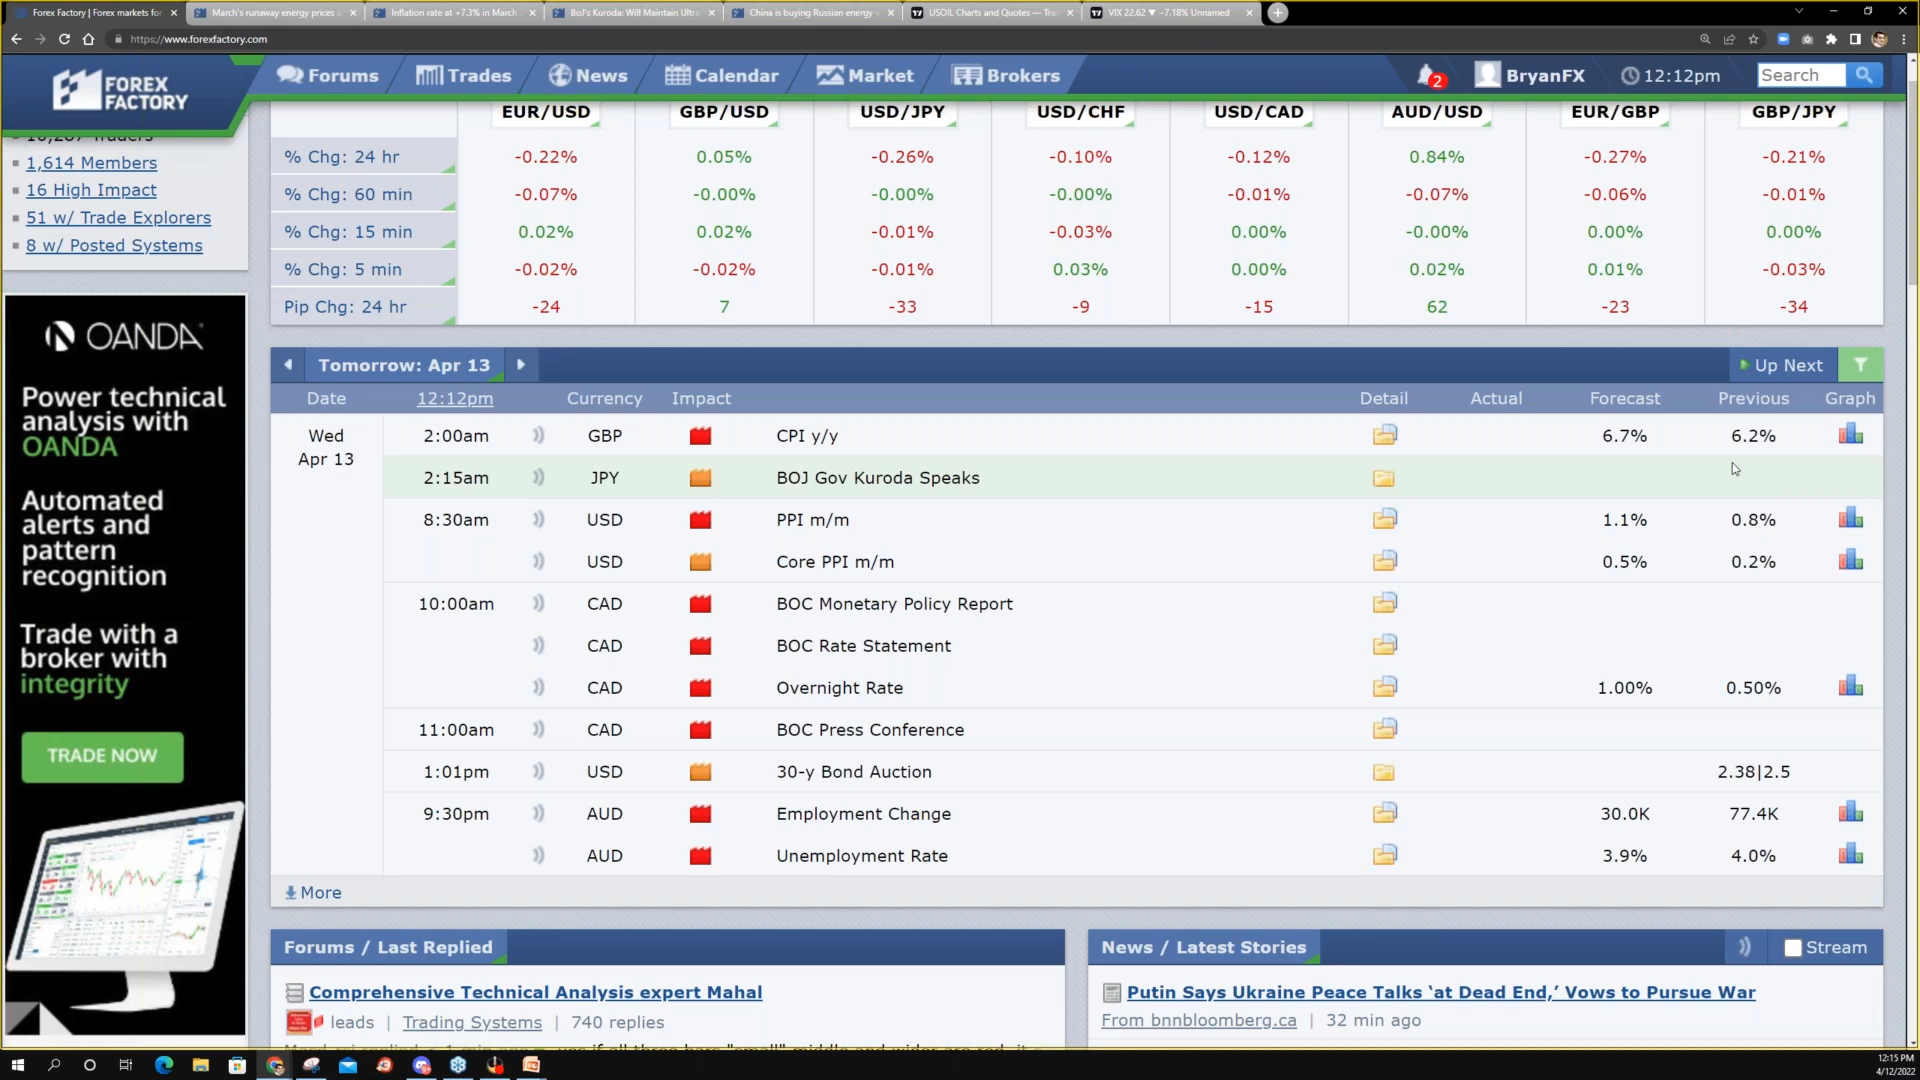 Forex Factory | Forex markets for
March's runaway energy prices a
Inflation rate at +7.3% in March
BoJ's Kuroda: Will Maintain Ultra
China is buying Russian energy w
USOIL Charts and Quotes — Tra
VIX 22.62 ▼ −7.18% Unnamed
https://www.forexfactory.com
FOREX FACTORY
Forums
Trades
News
Calendar
Market
Brokers
2
BryanFX
12:12pm
Search
1,614 Members
16 High Impact
51 w/ Trade Explorers
8 w/ Posted Systems
EUR/USD GBP/USD USD/JPY USD/CHF USD/CAD AUD/USD EUR/GBP GBP/JPY
% Chg: 24 hr -0.22% 0.05% -0.26% -0.10% -0.12% 0.84% -0.27% -0.21%
% Chg: 60 min -0.07% -0.00% -0.00% -0.00% -0.01% -0.07% -0.06% -0.01%
% Chg: 15 min 0.02% 0.02% -0.01% -0.03% 0.00% -0.00% 0.00% 0.00%
% Chg: 5 min -0.02% -0.02% -0.01% 0.03% 0.00% 0.02% 0.01% -0.03%
Pip Chg: 24 hr -24 7 -33 -9 -15 62 -23 -34
OANDA
Power technical
analysis with
OANDA
Automated
alerts and
pattern
recognition
Trade with a
broker with
integrity
TRADE NOW
Tomorrow: Apr 13 Up Next
Date 12:12pm Currency Impact Detail Actual Forecast Previous Graph
Wed
Apr 13
2:00am GBP CPI y/y 6.7% 6.2%
2:15am JPY BOJ Gov Kuroda Speaks
8:30am USD PPI m/m 1.1% 0.8%
USD Core PPI m/m 0.5% 0.2%
10:00am CAD BOC Monetary Policy Report
CAD BOC Rate Statement
CAD Overnight Rate 1.00% 0.50%
11:00am CAD BOC Press Conference
1:01pm USD 30-y Bond Auction 2.38|2.5
9:30pm AUD Employment Change 30.0K 77.4K
AUD Unemployment Rate 3.9% 4.0%
More
Forums / Last Replied
Comprehensive Technical Analysis expert Mahal
leads | Trading Systems | 740 replies
News / Latest Stories
Stream
Putin Says Ukraine Peace Talks ‘at Dead End,’ Vows to Pursue War
From bnnbloomberg.ca | 32 min ago
12:15 PM
4/12/2022